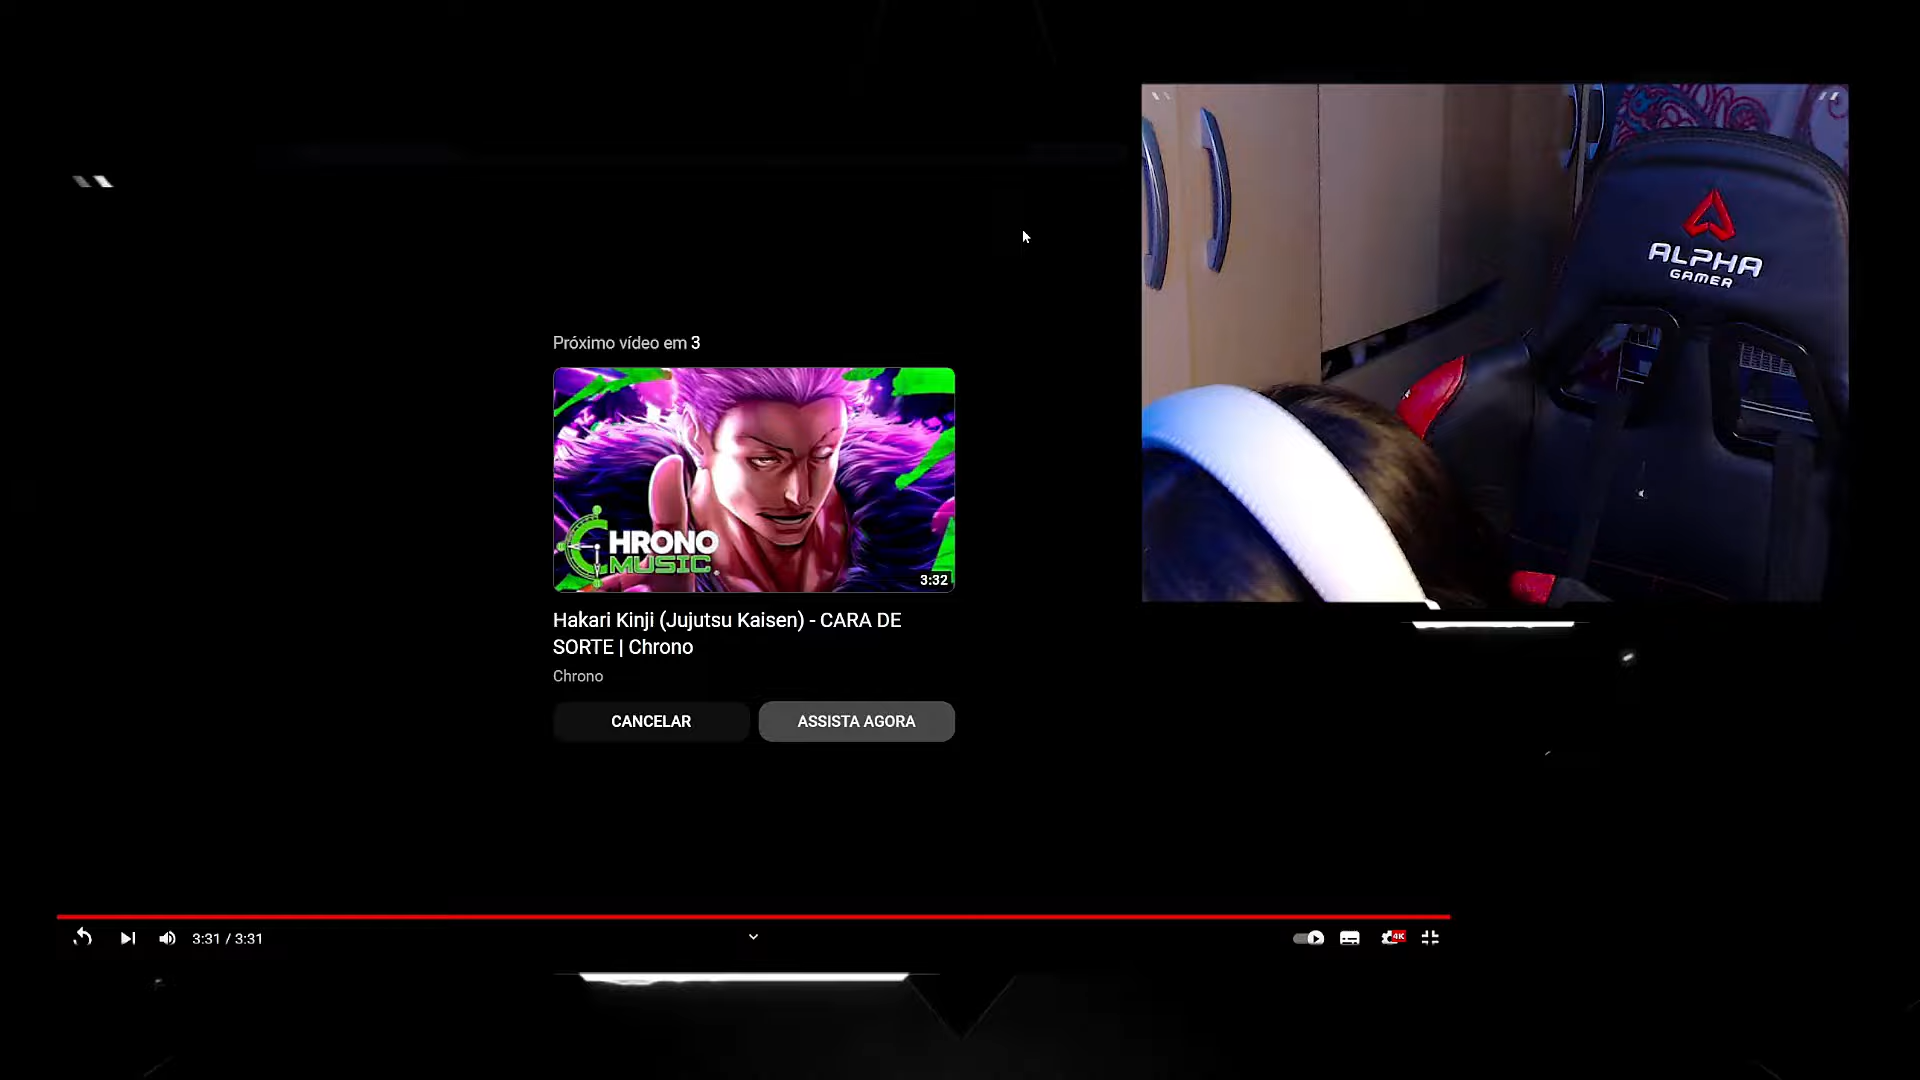 ALPHA
GAMER
Próximo vídeo em 3
CHRONO
MUSIC
3:32
Hakari Kinji (Jujutsu Kaisen) - CARA DE
SORTE | Chrono
Chrono
CANCELAR
ASSISTA AGORA
3:31 / 3:31
4K